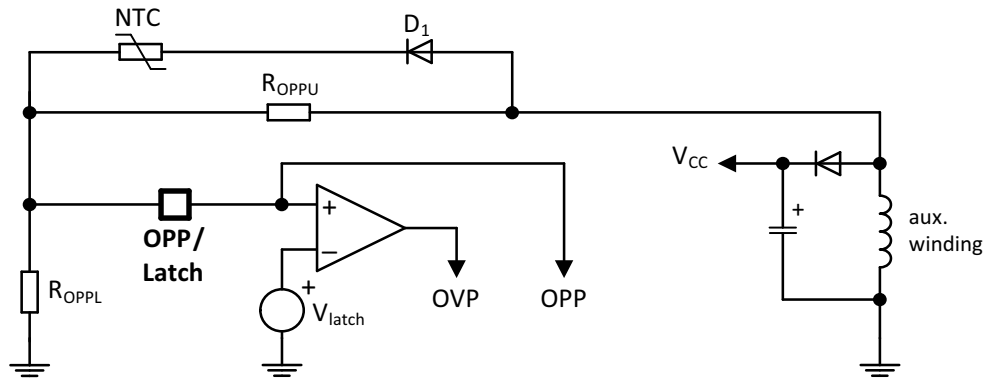 NTC
D1
ROPPU
VCC
+
aux.
winding
OPP/
Latch
+
−
ROPPL
+
Vlatch
OVP
OPP